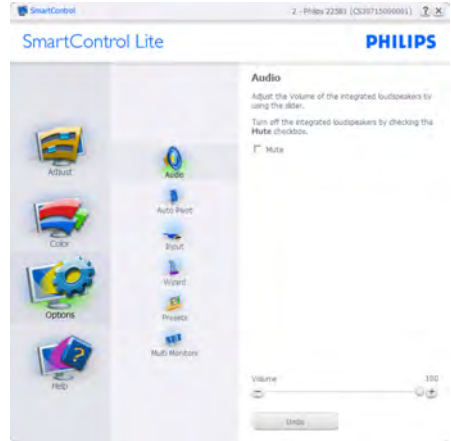 SmartControl
2 - Philips 225B1 (CS30715000001) ? X
SmartControl Lite
PHILIPS
Audio
Adjust the Volume of the integrated loudspeakers by
using the slider.
Turn off the integrated loudspeakers by checking the
Mute checkbox.
Mute
Adjust
Color
Options
Help
Audio
Auto Pivot
Input
Wizard
Presets
Multi Monitors
Volume
100
Undo